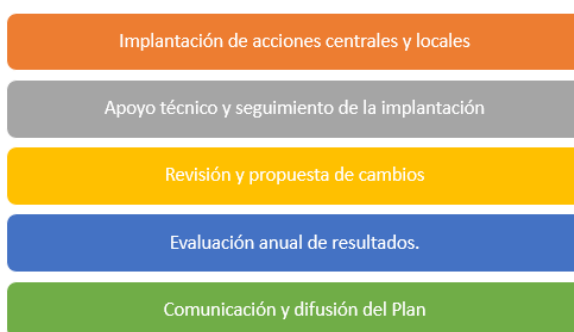 Implantación de acciones centrales y locales
Apoyo técnico y seguimiento de la implantación
Revisión y propuesta de cambios
Evaluación anual de resultados.
Comunicación y difusión del Plan